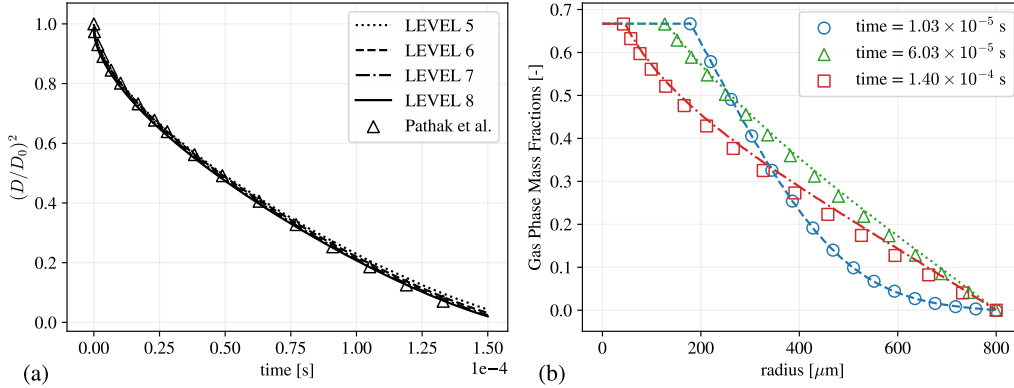 1.0
0.8
0.6
0.4
0.2
0.0
(D/D₀)²
LEVEL 5
LEVEL 6
LEVEL 7
LEVEL 8
Pathak et al.
0.00 0.25 0.50 0.75 1.00 1.25 1.50
1e−4
time [s]
(a)
0.7
0.6
0.5
0.4
0.3
0.2
0.1
0.0
Gas Phase Mass Fractions [-]
time = 1.03 × 10⁻⁵ s
time = 6.03 × 10⁻⁵ s
time = 1.40 × 10⁻⁴ s
0 200 400 600 800
radius [μm]
(b)